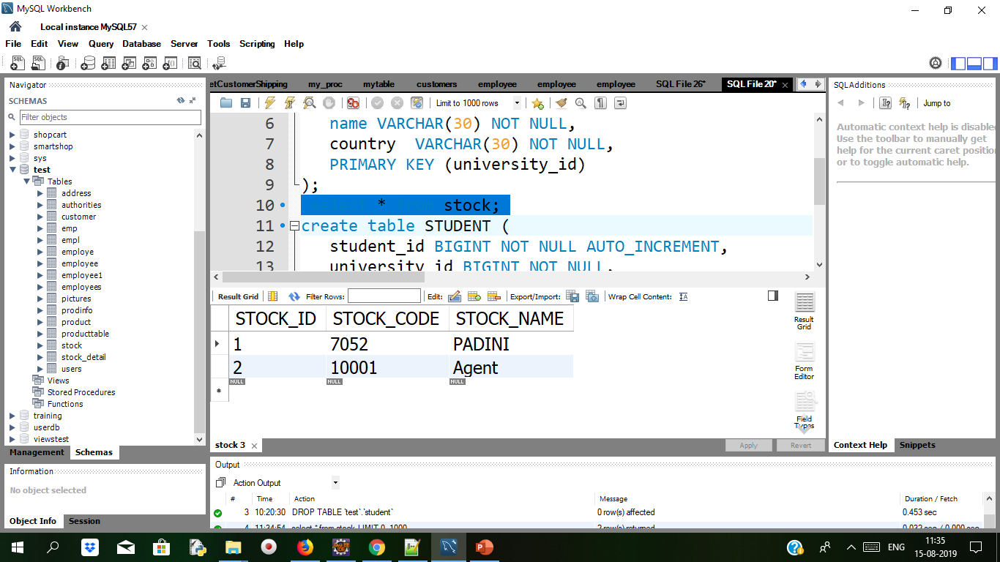 MySQL Workbench
Local instance MySQL57
File Edit View Query Database Server Tools Scripting Help
Navigator
SCHEMAS
Filter objects
shopcart
smartshop
sys
test
Tables
address
authorities
customer
emp
empl
employe
employee
employee1
employees
pictures
prodinfo
product
producttable
stock
stock_detail
users
Views
Stored Procedures
Functions
training
userdb
viewstest
Management Schemas
Information
No object selected
Object Info Session
etCustomerShipping my_proc mytable customers employee employee employee SQL File 26* SQL File 20*
Limit to 1000 rows
6 name VARCHAR(30) NOT NULL,
7 country VARCHAR(30) NOT NULL,
8 PRIMARY KEY (university_id)
9 );
10 * stock;
11 create table STUDENT (
12 student_id BIGINT NOT NULL AUTO_INCREMENT,
13 university_id BIGINT NOT NULL,
Result Grid Filter Rows: Edit: Export/Import: Wrap Cell Content:
STOCK_ID STOCK_CODE STOCK_NAME
1 7052 PADINI
2 10001 Agent
NULL NULL NULL
Result Grid
Form Editor
Field Types
stock 3
Apply Revert
Output
Action Output
# Time Action Message Duration / Fetch
3 10:20:30 DROP TABLE `test`.`student` 0 row(s) affected 0.453 sec
4 11:34:54 select * from stock LIMIT 0, 1000 2 row(s) returned 0.032 sec / 0.000 sec
SQLAdditions
Jump to
Automatic context help is disable
Use the toolbar to manually get
help for the current caret positio
or to toggle automatic help.
Context Help Snippets
ENG
11:35
15-08-2019